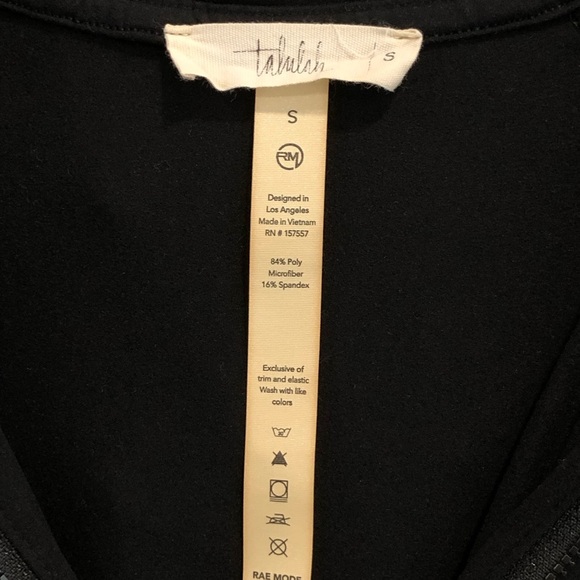 talulah S
S
RM
Designed in
Los Angeles
Made in Vietnam
RN # 157557
84% Poly
Microfiber
16% Spandex
Exclusive of
trim and elastic
Wash with like
colors
RAE MODE